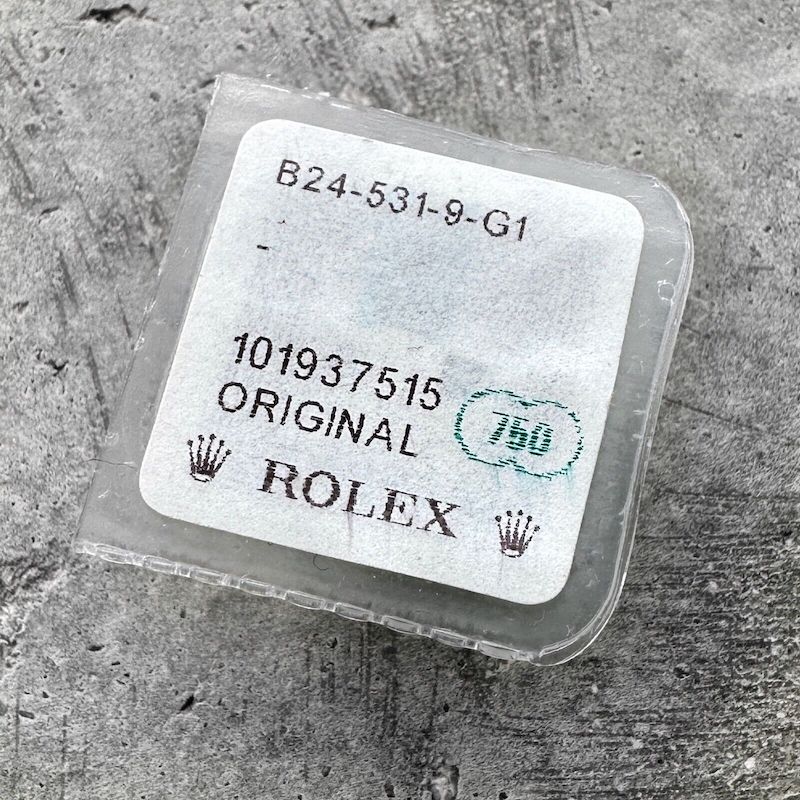 B24-531-9-G1
-
101937515
ORIGINAL
750
ROLEX